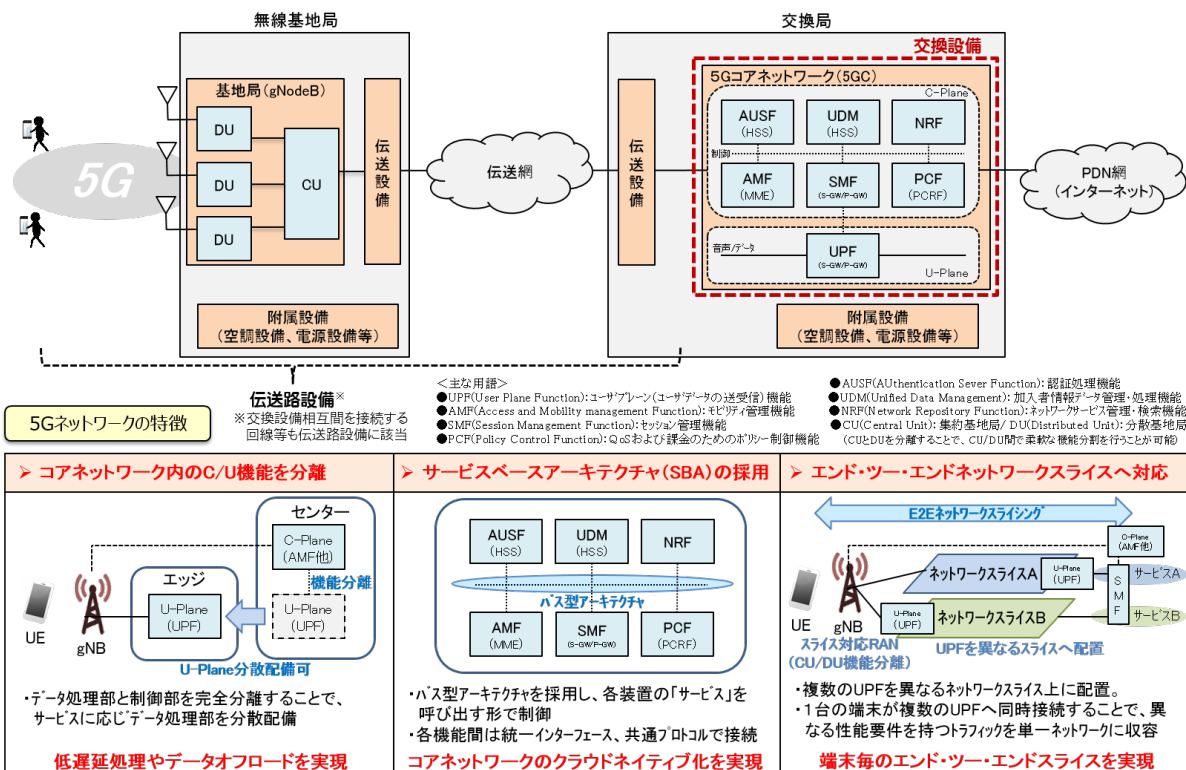 無線基地局
交換局
交換設備
基地局(gNodeB)
DU
DU
DU
CU
伝送設備
5G
伝送網
伝送設備
5Gコアネットワーク(5GC)
C-Plane
AUSF
(HSS)
UDM
(HSS)
NRF
制御
AMF
(MME)
SMF
(S-GW/P-GW)
PCF
(PCRF)
音声/データ
UPF
(S-GW/P-GW)
U-Plane
PDN網
(インターネット)
附属設備
(空調設備、電源設備等)
附属設備
(空調設備、電源設備等)
伝送路設備※
※交換設備相互間を接続する
回線等も伝送路設備に該当
<主な用語>
●UPF(User Plane Function):ユーザプレーン(ユーザデータの送受信)機能
●AMF(Access and Mobility management Function):モビリティ管理機能
●SMF(Session Management Function):セッション管理機能
●PCF(Policy Control Function):QoSおよび課金のためのポリシー制御機能
●AUSF(AUthentication Sever Function):認証処理機能
●UDM(Unified Data Management):加入者情報データ管理・処理機能
●NRF(Network Repository Function):ネットワークサービス管理・検索機能
●CU(Central Unit):集約基地局/ DU(Distributed Unit):分散基地局
(CUとDUを分離することで、CU/DU間で柔軟な機能分割を行うことが可能)
5Gネットワークの特徴
➢ コアネットワーク内のC/U機能を分離
センター
C-Plane
(AMF他)
機能分離
エッジ
U-Plane
(UPF)
U-Plane
(UPF)
UE
gNB
U-Plane分散配備可
・データ処理部と制御部を完全分離することで、
サービスに応じデータ処理部を分散配備
低遅延処理やデータオフロードを実現
➢ サービスベースアーキテクチャ(SBA)の採用
AUSF
(HSS)
UDM
(HSS)
NRF
バス型アーキテクチャ
AMF
(MME)
SMF
(S-GW/P-GW)
PCF
(PCRF)
・バス型アーキテクチャを採用し、各装置の「サービス」を
呼び出す形で制御
・各機能間は統一インターフェース、共通プロトコルで接続
コアネットワークのクラウドネイティブ化を実現
➢ エンド・ツー・エンドネットワークスライスへ対応
E2Eネットワークスライシング
C-Plane
(AMF他)
ネットワークスライスA
U-Plane
(UPF)
サービスA
SMF
U-Plane
(UPF)
ネットワークスライスB
サービスB
UE
gNB
スライス対応RAN
(CU/DU機能分離)
UPFを異なるスライスへ配置
・複数のUPFを異なるネットワークスライス上に配置。
・1台の端末が複数のUPFへ同時接続することで、異
なる性能要件を持つトラフィックを単一ネットワークに収容
端末毎のエンド・ツー・エンドスライスを実現